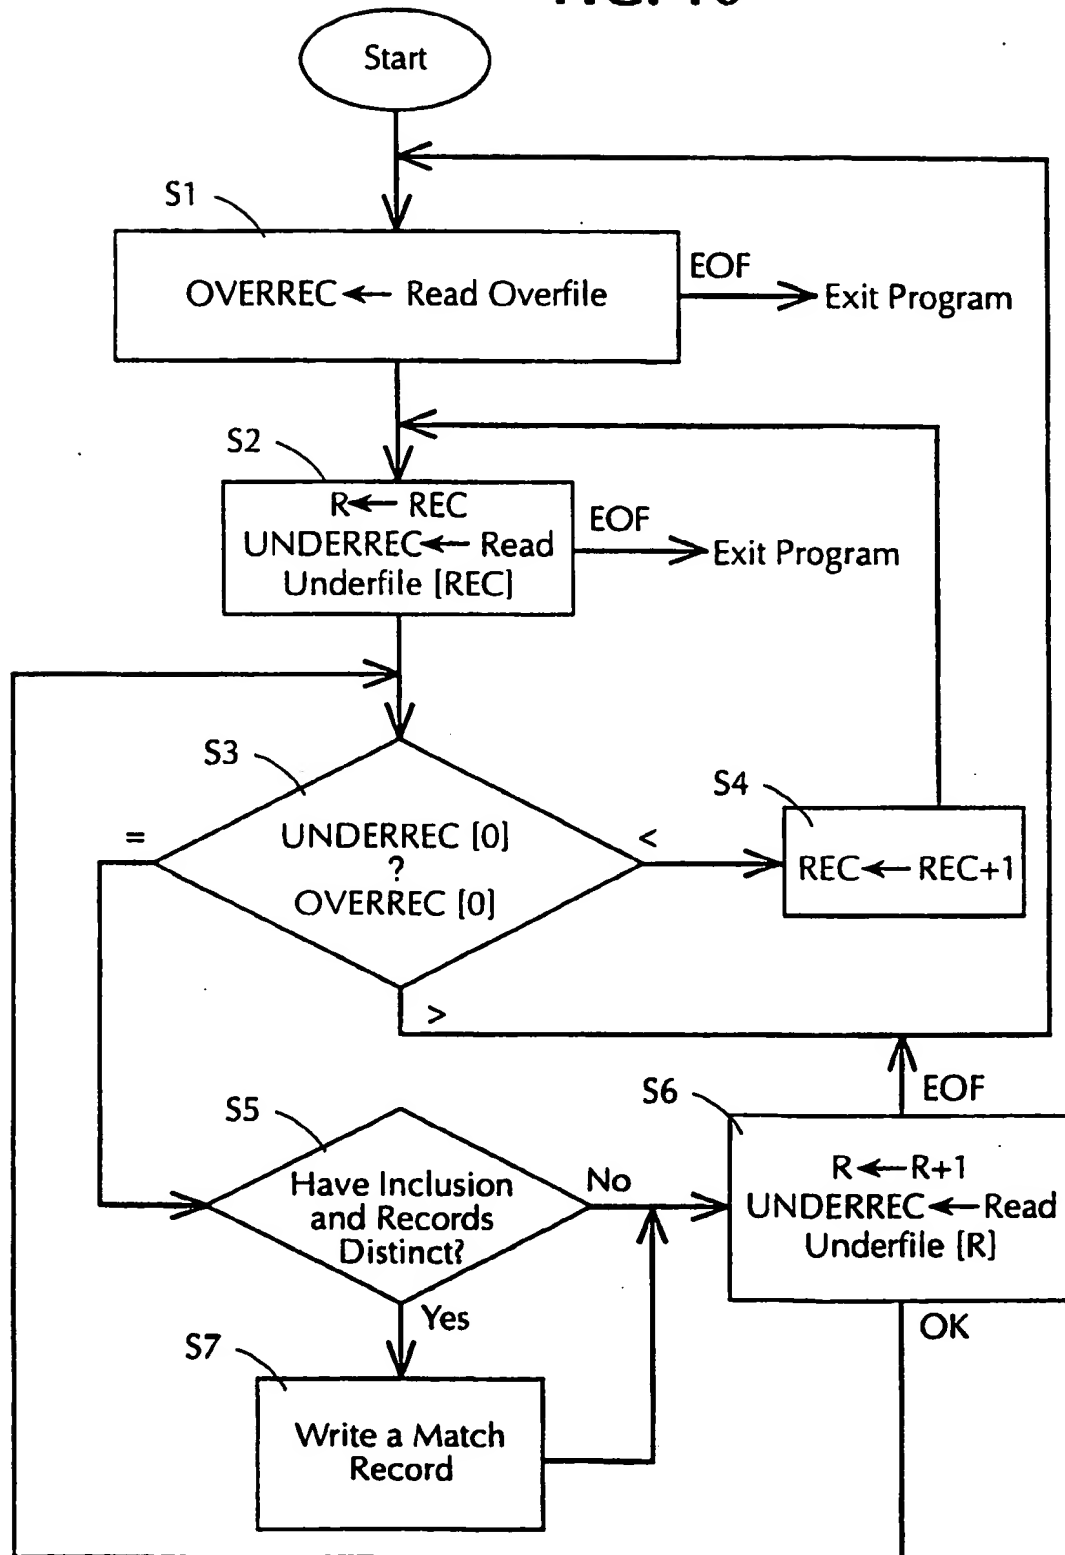 Start
S1
OVERREC ← Read Overfile
EOF
Exit Program
S2
R ← REC
UNDERREC ← Read
Underfile [REC]
EOF
Exit Program
S3
=
UNDERREC [0]
?
OVERREC [0]
<
S4
REC ← REC+1
>
S5
Have Inclusion
and Records
Distinct?
No
Yes
S6
EOF
R ← R+1
UNDERREC ← Read
Underfile [R]
OK
S7
Write a Match
Record